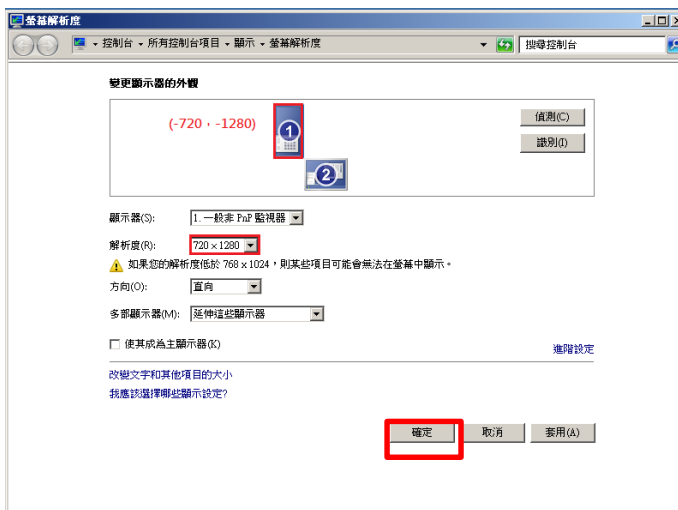 螢幕解析度
控制台 ▾ 所有控制台項目 ▾ 顯示 ▾ 螢幕解析度
搜尋控制台
變更顯示器的外觀
(-720，-1280)
1
偵測(C)
識別(I)
2
顯示器(S): 1. 一般非 PnP 監視器
解析度(R): 720 × 1280
如果您的解析度低於 768 x 1024，則某些項目可能會無法在螢幕中顯示。
方向(O): 直向
多部顯示器(M): 延伸這些顯示器
使其成為主顯示器(K)
進階設定
改變文字和其他項目的大小
我應該選擇哪些顯示設定?
確定 取消 套用(A)